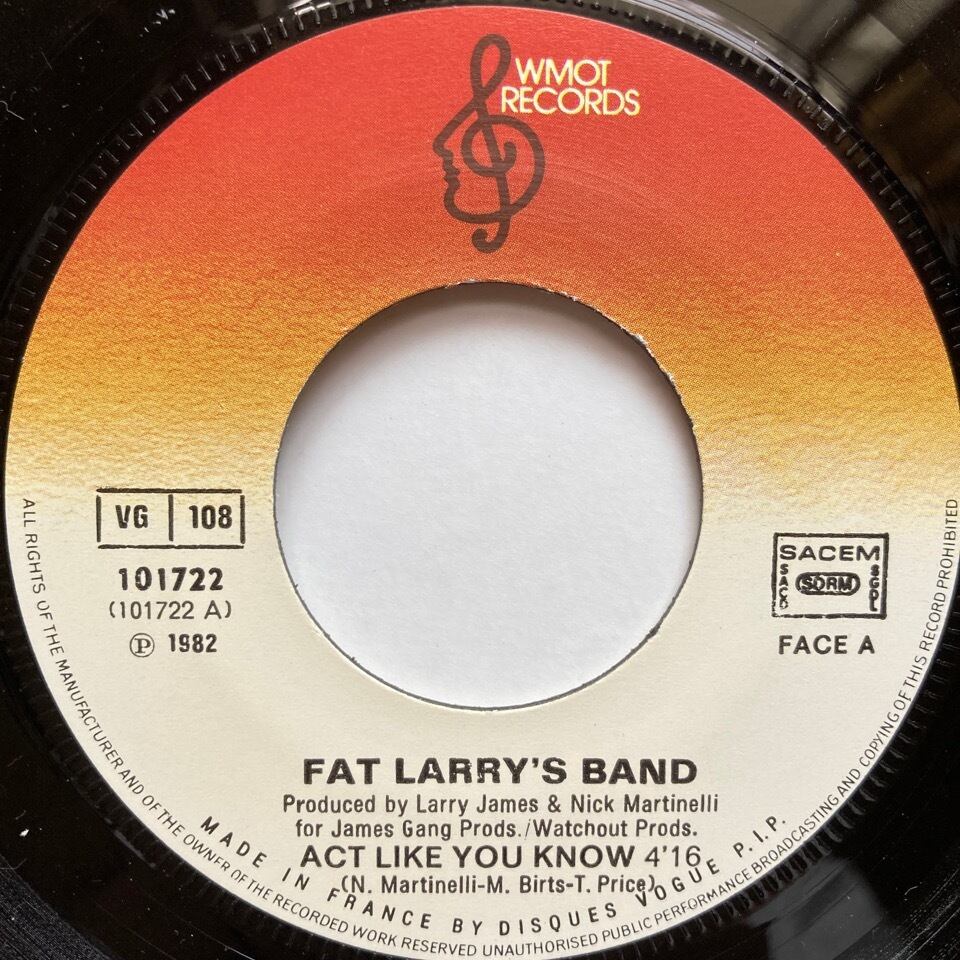 WMOT
RECORDS
VG 108
101722
(101722 A)
Ⓟ 1982
SACEM
SACD SDRM SGDL
FACE A
FAT LARRY'S BAND
Produced by Larry James & Nick Martinelli
for James Gang Prods./Watchout Prods.
ACT LIKE YOU KNOW 4'16
(N. Martinelli-M. Birts-T. Price)
MADE IN FRANCE BY DISQUES VOGUE P.I.P.
ALL RIGHTS OF THE MANUFACTURER AND OF THE OWNER OF THE RECORDED WORK RESERVED UNAUTHORISED PUBLIC PERFORMANCE BROADCASTING AND COPYING OF THIS RECORD PROHIBITED